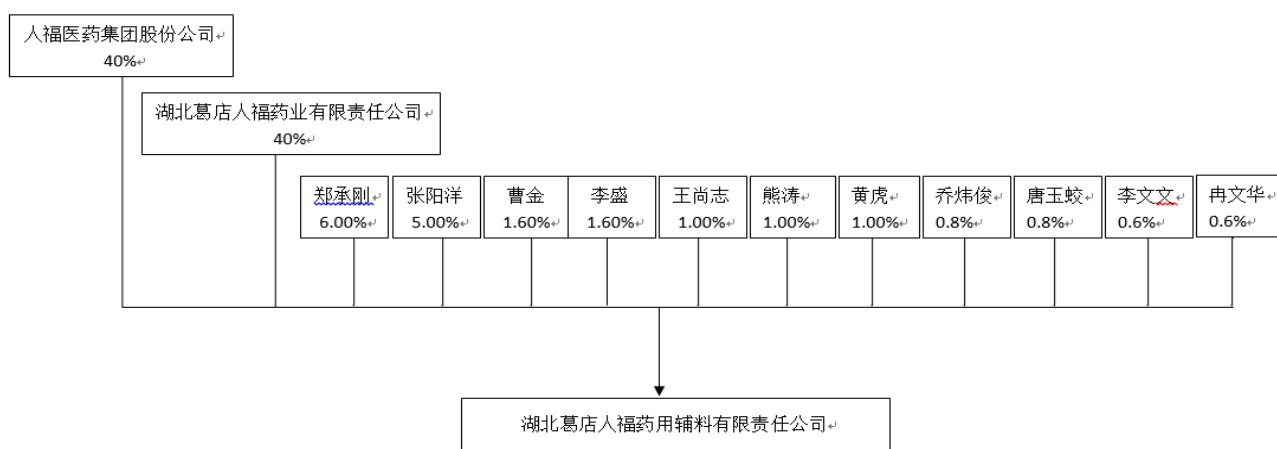 人福医药集团股份公司
40%
湖北葛店人福药业有限责任公司
40%
郑承刚
6.00%
张阳洋
5.00%
曹金
1.60%
李盛
1.60%
王尚志
1.00%
熊涛
1.00%
黄虎
1.00%
乔炜俊
0.8%
唐玉蛟
0.8%
李文文
0.6%
冉文华
0.6%
湖北葛店人福药用辅料有限责任公司